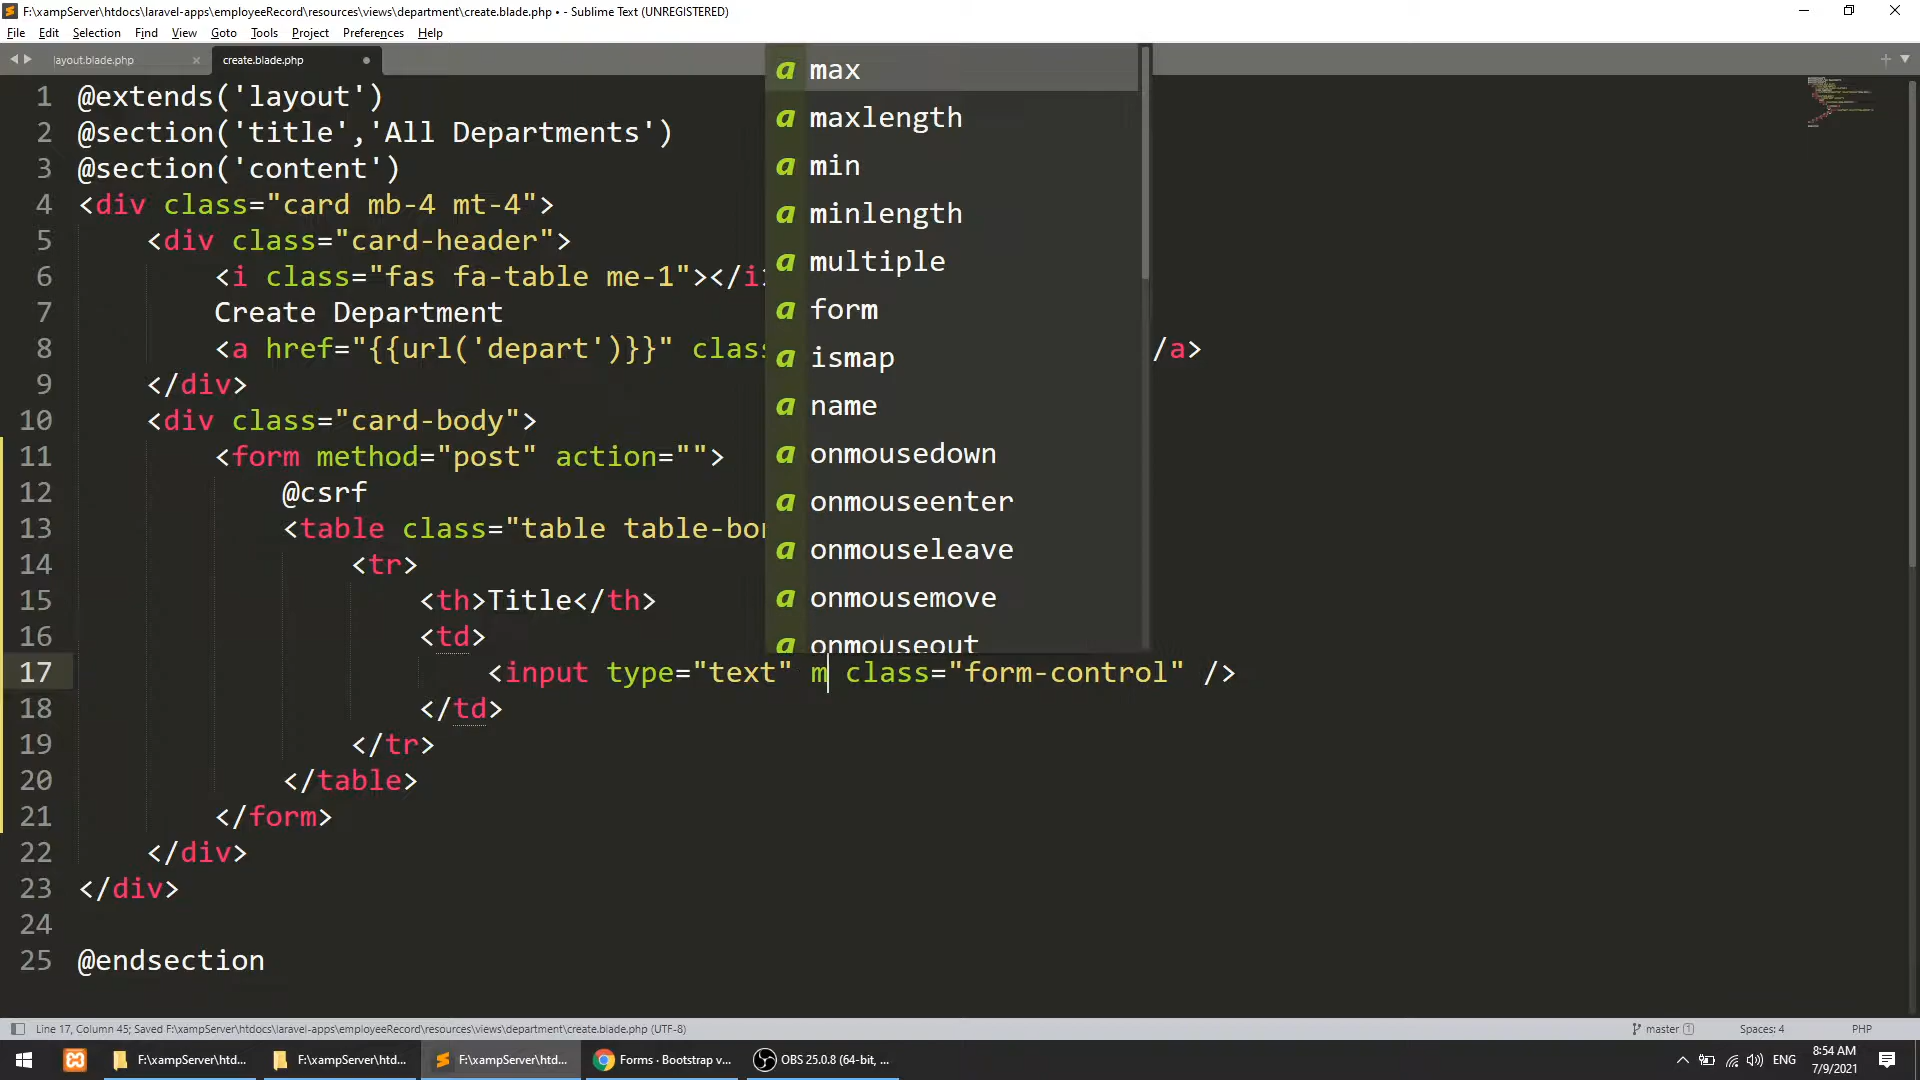 F:\xampServer\htdocs\laravel-apps\employeeRecord\resources\views\department\create.blade.php • - Sublime Text (UNREGISTERED)
File Edit Selection Find View Goto Tools Project Preferences Help
layout.blade.php × create.blade.php
1 @extends('layout')
2 @section('title','All Departments')
3 @section('content')
4 <div class="card mb-4 mt-4">
5 <div class="card-header">
6 <i class="fas fa-table me-1"></i
7 Create Department
8 <a href="{{url('depart')}}" clas /a>
9 </div>
10 <div class="card-body">
11 <form method="post" action="">
12 @csrf
13 <table class="table table-bo
14 <tr>
15 <th>Title</th>
16 <td>
17 <input type="text" m class="form-control" />
18 </td>
19 </tr>
20 </table>
21 </form>
22 </div>
23 </div>
24
25 @endsection
a max
a maxlength
a min
a minlength
a multiple
a form
a ismap
a name
a onmousedown
a onmouseenter
a onmouseleave
a onmousemove
a onmouseout
Line 17, Column 45; Saved F:\xampServer\htdocs\laravel-apps\employeeRecord\resources\views\department\create.blade.php (UTF-8)
master 1 Spaces: 4 PHP
F:\xampServer\htd... F:\xampServer\htd... F:\xampServer\htd... Forms · Bootstrap v... OBS 25.0.8 (64-bit, ... ENG 8:54 AM
7/9/2021